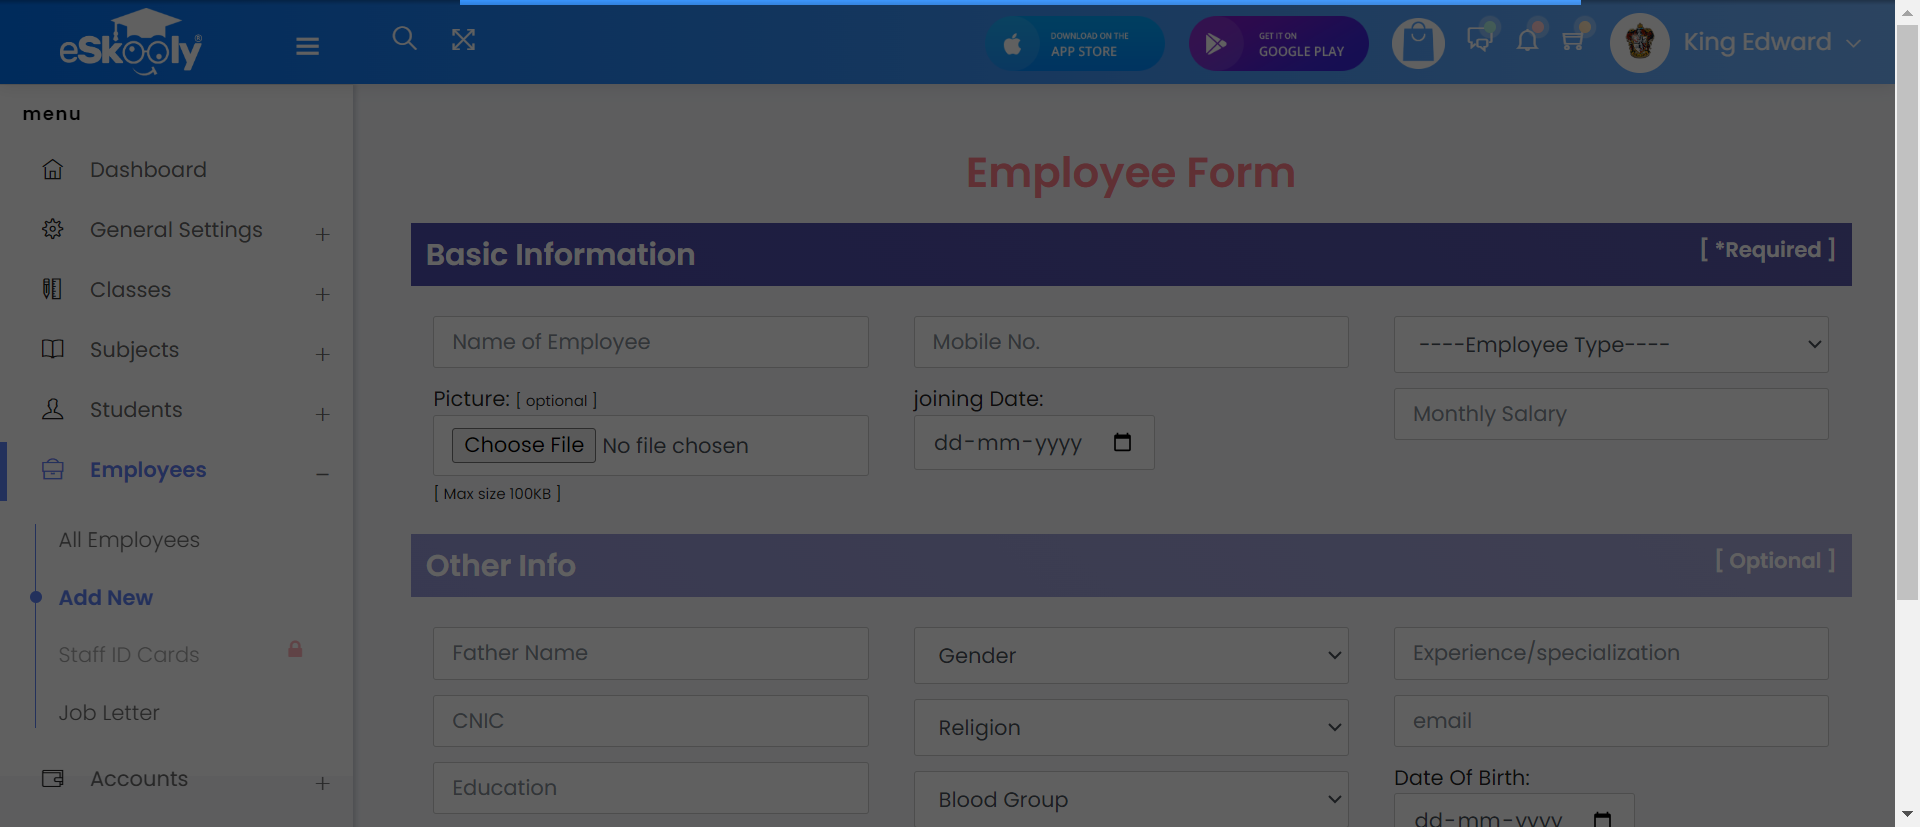 eSkooly®
DOWNLOAD ON THE
APP STORE
GET IT ON
GOOGLE PLAY
King Edward
menu
Dashboard
General Settings
Classes
Subjects
Students
Employees
All Employees
Add New
Staff ID Cards
Job Letter
Accounts
Employee Form
Basic Information
[ *Required ]
Name of Employee
Mobile No.
----Employee Type----
Picture: [ optional ]
joining Date:
Monthly Salary
Choose File No file chosen
dd-mm-yyyy
[ Max size 100KB ]
Other Info
[ Optional ]
Father Name
Gender
Experience/specialization
CNIC
Religion
email
Education
Blood Group
Date Of Birth:
dd-mm-yyyy